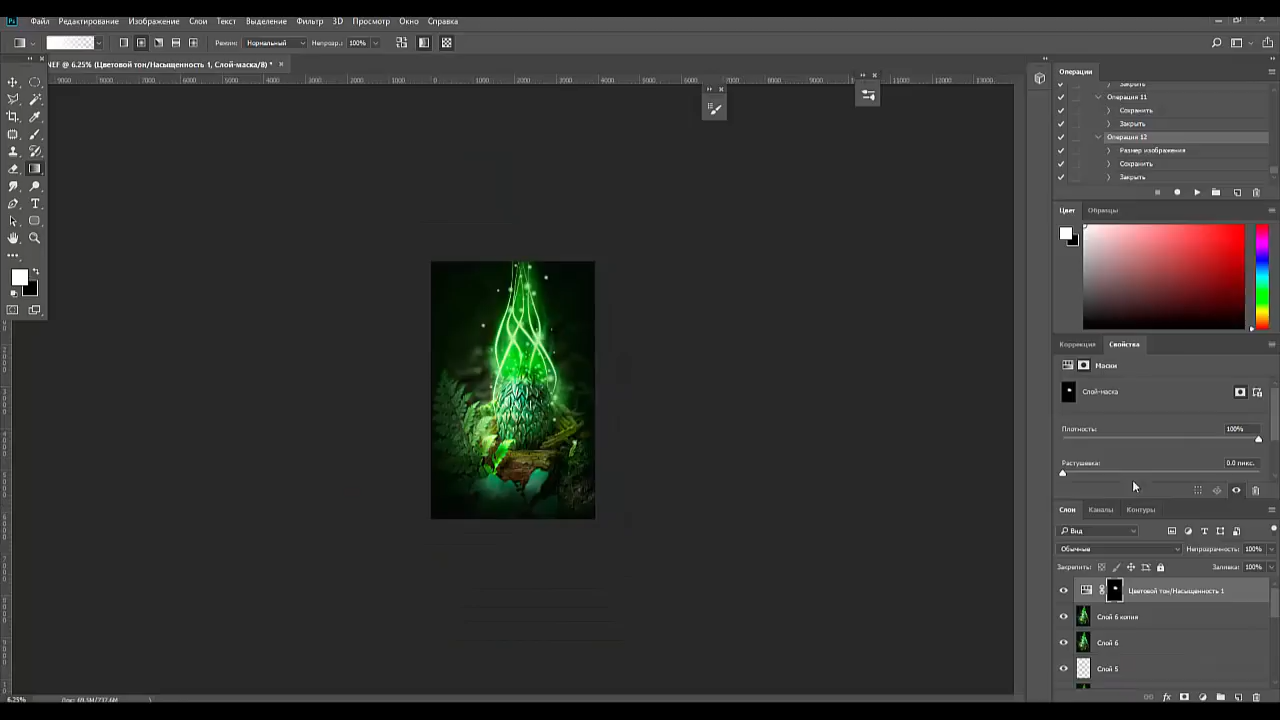 Файл Редактирование Изображение Слои Текст Выделение Фильтр 3D Просмотр Окно Справка
Режим: Нормальный Непрозр.: 100%
NEF @ 6.25% (Цветовой тон/Насыщенность 1, Слой-маска/8) *
Операции
Закрыть
Операция 11
Сохранить
Закрыть
Операция 12
Размер изображения
Сохранить
Закрыть
Цвет Образцы
Коррекция Свойства
Маски
Слой-маска
Плотность: 100%
Растушевка: 0.0 пикс.
Слои Каналы Контуры
Вид
Обычные Непрозрачность: 100%
Закрепить: Заливка: 100%
Цветовой тон/Насыщенность 1
Слой 6 копия
Слой 6
Слой 5
6.25%